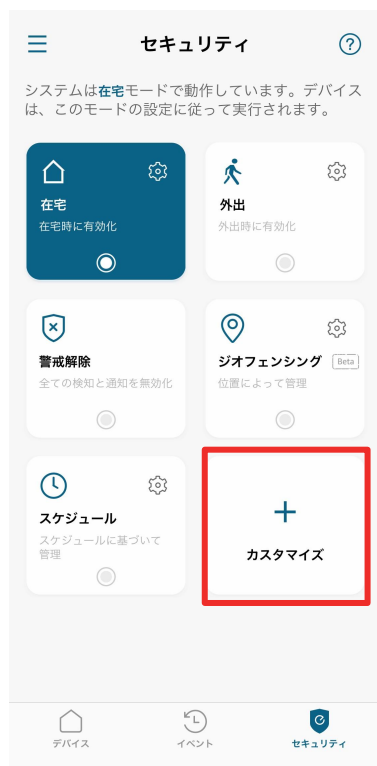 セキュリティ
システムは在宅モードで動作しています。デバイス
は、このモードの設定に従って実行されます。
在宅
在宅時に有効化
外出
外出時に有効化
警戒解除
全ての検知と通知を無効化
ジオフェンシング Beta
位置によって管理
スケジュール
スケジュールに基づいて
管理
カスタマイズ
デバイス
イベント
セキュリティ